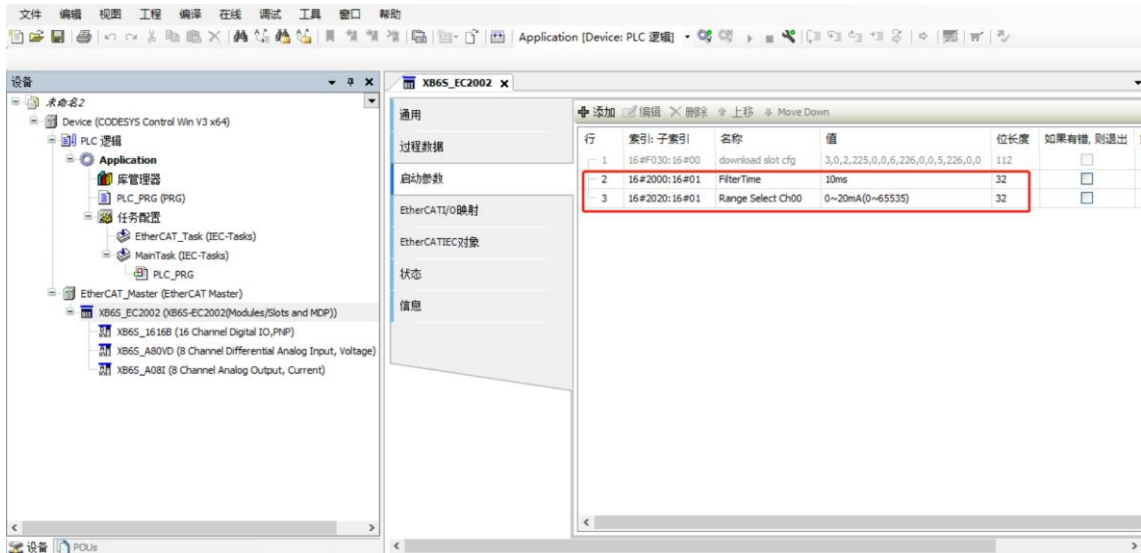 文件 编辑 视图 工程 编译 在线 调试 工具 窗口 帮助
Application [Device: PLC 逻辑]
设备
未命名2
Device (CODESYS Control Win V3 x64)
PLC 逻辑
Application
库管理器
PLC_PRG (PRG)
任务配置
EtherCAT_Task (IEC-Tasks)
MainTask (IEC-Tasks)
PLC_PRG
EtherCAT_Master (EtherCAT Master)
XB6S_EC2002 (XB6S-EC2002(Modules/Slots and MDP))
XB6S_1616B (16 Channel Digital IO,PNP)
XB6S_A80VD (8 Channel Differential Analog Input, Voltage)
XB6S_A08I (8 Channel Analog Output, Current)
设备 POUs
XB6S_EC2002
通用
过程数据
启动参数
EtherCATI/O映射
EtherCATIEC对象
状态
信息
添加 编辑 删除 上移 Move Down
行 索引: 子索引 名称 值 位长度 如果有错, 则退出
1 16#F030:16#00 download slot cfg 3,0,2,225,0,0,6,226,0,0,5,226,0,0 112
2 16#2000:16#01 FilterTime 10ms 32
3 16#2020:16#01 Range Select Ch00 0~20mA(0~65535) 32